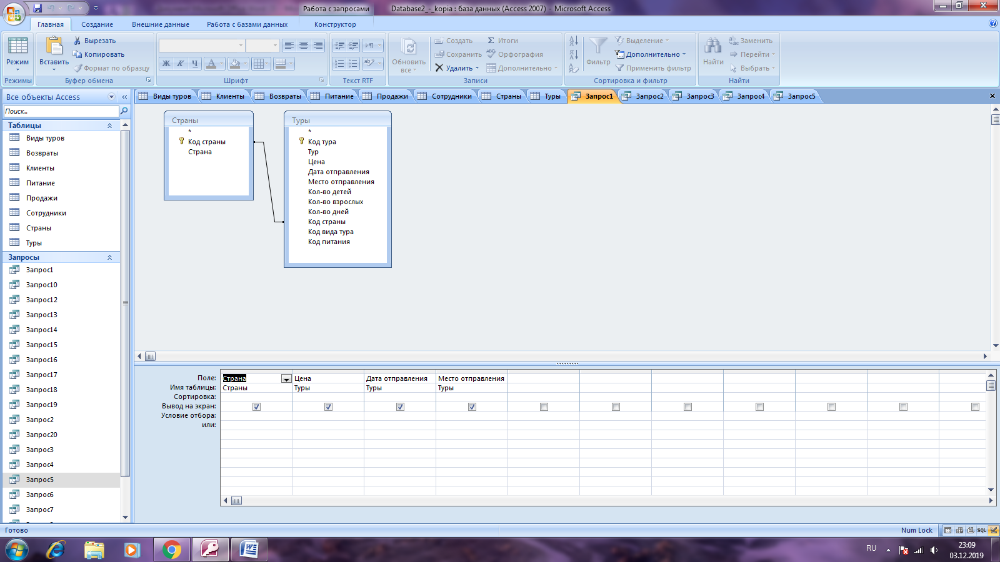 Работа с запросами
Database2_-_kopia : база данных (Access 2007) - Microsoft Access
Главная Создание Внешние данные Работа с базами данных Конструктор
Режим
Режимы
Вставить
Вырезать
Копировать
Формат по образцу
Буфер обмена
Ж К Ч А
Шрифт
Текст RTF
Обновить
все
Создать
Сохранить
Удалить
Итоги
Орфография
Дополнительно
Записи
Фильтр
Выделение
Дополнительно
Применить фильтр
Сортировка и фильтр
Найти
Заменить
Перейти
Выбрать
Найти
Все объекты Access
Поиск...
Таблицы
Виды туров
Возвраты
Клиенты
Питание
Продажи
Сотрудники
Страны
Туры
Запросы
Запрос1
Запрос10
Запрос12
Запрос13
Запрос14
Запрос15
Запрос16
Запрос17
Запрос18
Запрос19
Запрос2
Запрос20
Запрос3
Запрос4
Запрос5
Запрос6
Запрос7
Виды туров Клиенты Возвраты Питание Продажи Сотрудники Страны Туры Запрос1 Запрос2 Запрос3 Запрос4 Запрос5
Страны
*
Код страны
Страна
Туры
*
Код тура
Тур
Цена
Дата отправления
Место отправления
Кол-во детей
Кол-во взрослых
Кол-во дней
Код страны
Код вида тура
Код питания
Поле: Страна Цена Дата отправления Место отправления
Имя таблицы: Страны Туры Туры Туры
Сортировка:
Вывод на экран:
Условие отбора:
или:
Готово
Num Lock
SQL
RU
23:09
03.12.2019